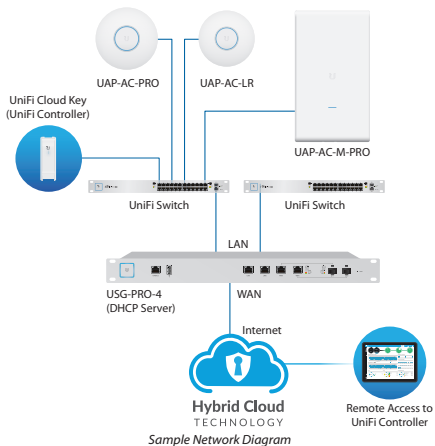 UAP-AC-PRO
UAP-AC-LR
UniFi Cloud Key
(UniFi Controller)
UAP-AC-M-PRO
UniFi Switch
UniFi Switch
LAN
USG-PRO-4
(DHCP Server)
WAN
Internet
Hybrid Cloud
TECHNOLOGY
Remote Access to
UniFi Controller
Sample Network Diagram